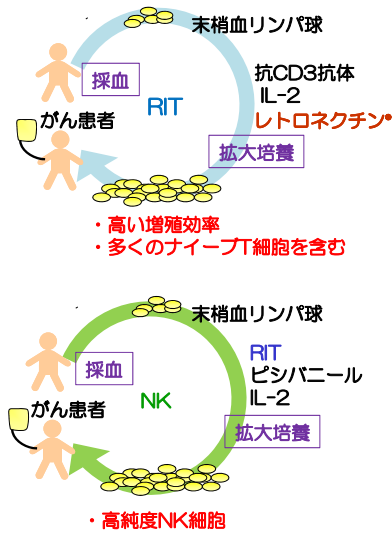 末梢血リンパ球
採血
抗CD3抗体
IL-2
RIT
レトロネクチン®
がん患者
拡大培養
・高い増殖効率
・多くのナイーブT細胞を含む
末梢血リンパ球
採血
RIT
ピシバニール
IL-2
NK
がん患者
拡大培養
・高純度NK細胞